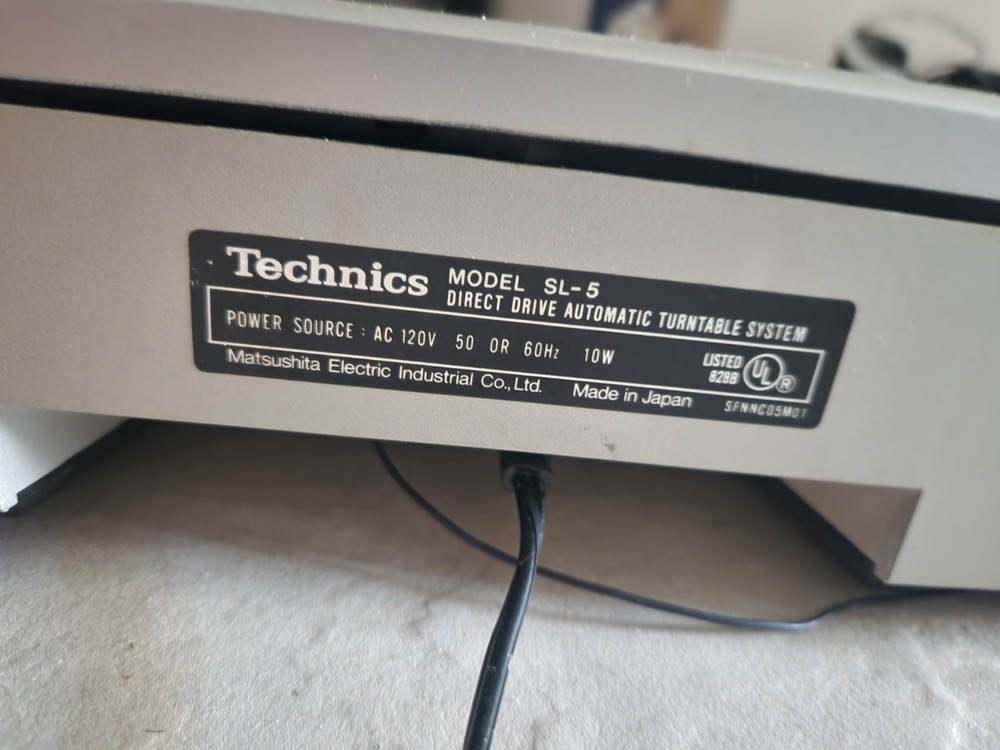 Technics MODEL SL-5
DIRECT DRIVE AUTOMATIC TURNTABLE SYSTEM
POWER SOURCE : AC 120V 50 OR 60Hz 10W
LISTED
828B
UL
R
Matsushita Electric Industrial Co., Ltd. Made in Japan SFNNC05M01